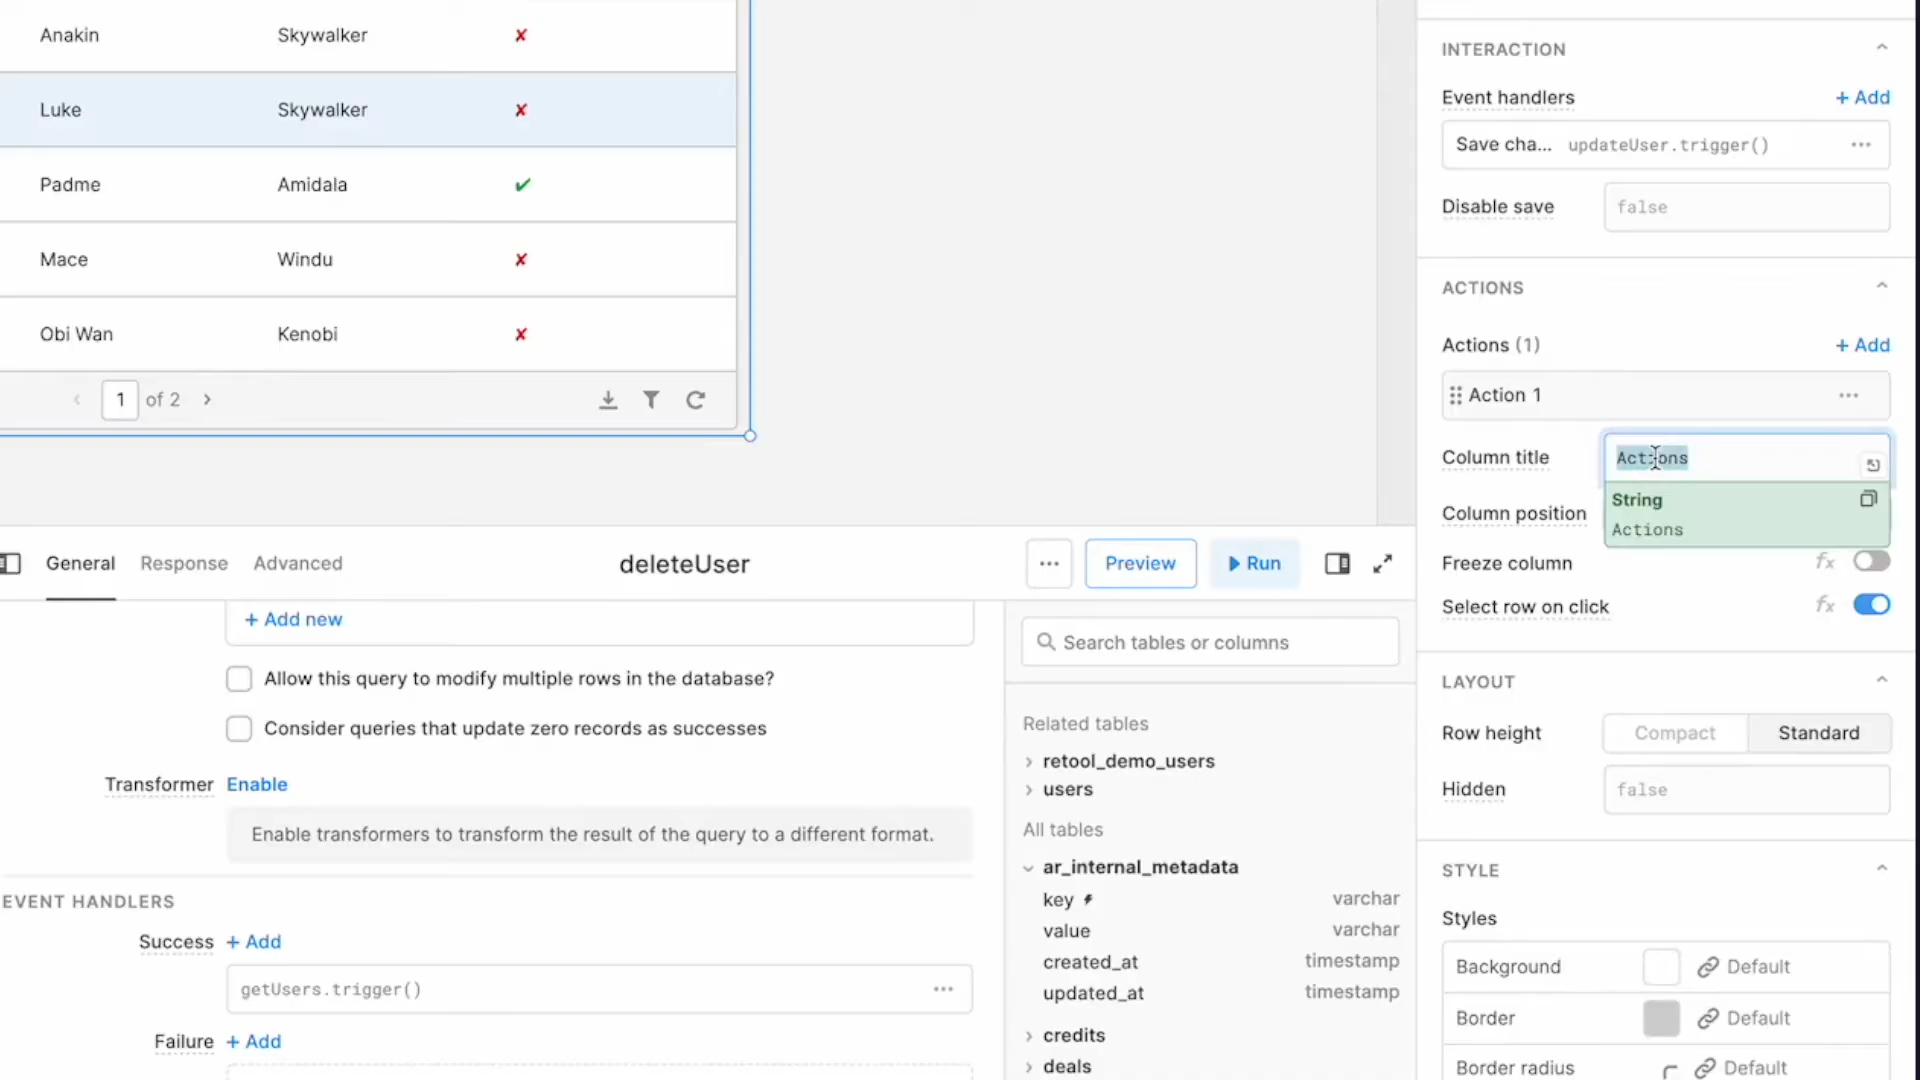 Anakin Skywalker ✘
Luke Skywalker ✘
Padme Amidala ✔
Mace Windu ✘
Obi Wan Kenobi ✘
1 of 2
INTERACTION
Event handlers + Add
Save cha... updateUser.trigger() ...
Disable save false
ACTIONS
Actions (1) + Add
Action 1 ...
Column title Actions
String
Actions
Column position
Freeze column fx
Select row on click fx
LAYOUT
Row height Compact Standard
Hidden false
STYLE
Styles
Background Default
Border Default
Border radius Default
General Response Advanced deleteUser ... Preview Run
+ Add new
Allow this query to modify multiple rows in the database?
Consider queries that update zero records as successes
Transformer Enable
Enable transformers to transform the result of the query to a different format.
EVENT HANDLERS
Success + Add
getUsers.trigger() ...
Failure + Add
Search tables or columns
Related tables
retool_demo_users
users
All tables
ar_internal_metadata
key varchar
value varchar
created_at timestamp
updated_at timestamp
credits
deals